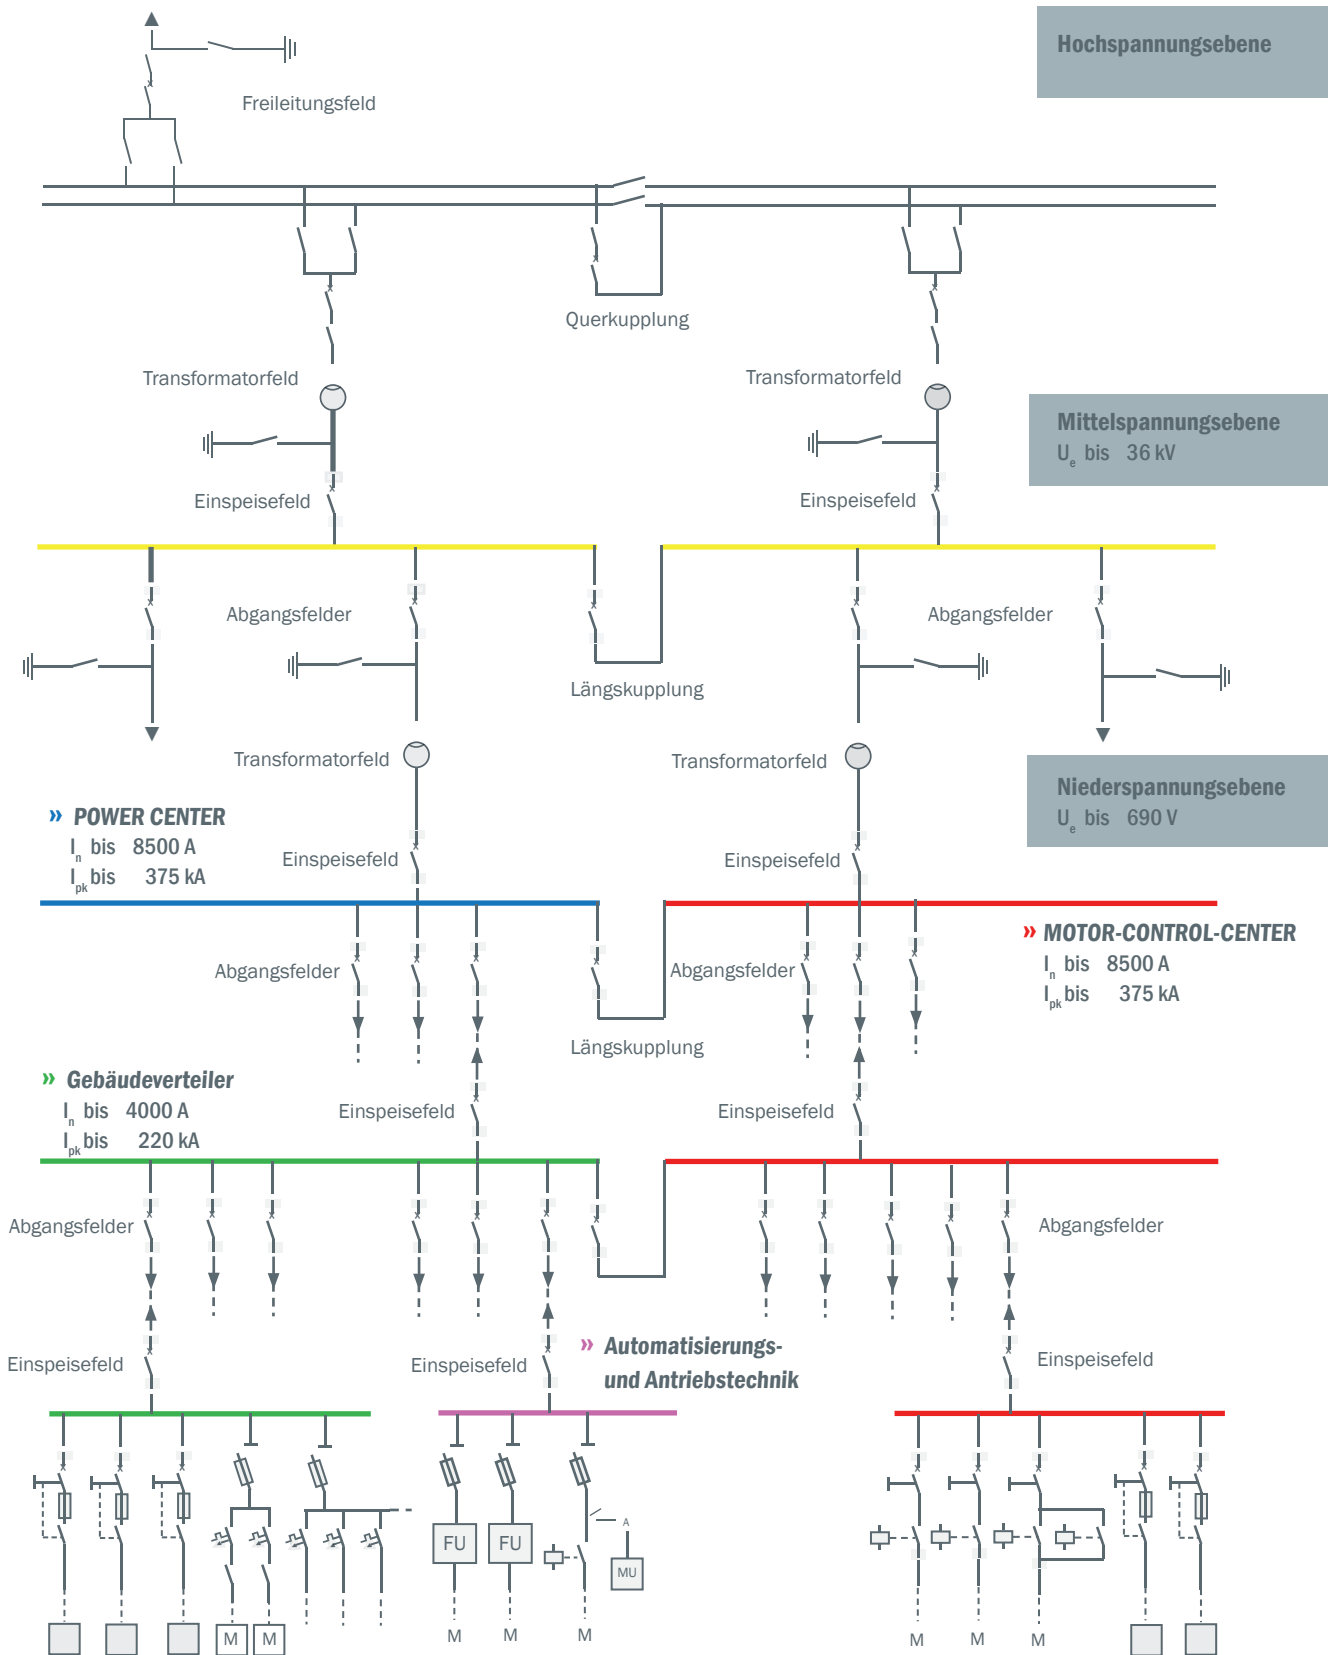 Hochspannungsebene
Freileitungsfeld
Querkupplung
Transformatorfeld
Transformatorfeld
Mittelspannungsebene
Ue bis 36 kV
Einspeisefeld
Einspeisefeld
Abgangsfelder
Abgangsfelder
Längskupplung
Transformatorfeld
Transformatorfeld
Niederspannungsebene
Ue bis 690 V
» POWER CENTER
In bis 8500 A
Ipk bis 375 kA
Einspeisefeld
Einspeisefeld
» MOTOR-CONTROL-CENTER
In bis 8500 A
Ipk bis 375 kA
Abgangsfelder
Abgangsfelder
Längskupplung
» Gebäudeverteiler
In bis 4000 A
Ipk bis 220 kA
Einspeisefeld
Einspeisefeld
Abgangsfelder
Abgangsfelder
» Automatisierungs-
und Antriebstechnik
Einspeisefeld
Einspeisefeld
Einspeisefeld
FU
FU
A
MU
M
M
M
M
M
M
M
M